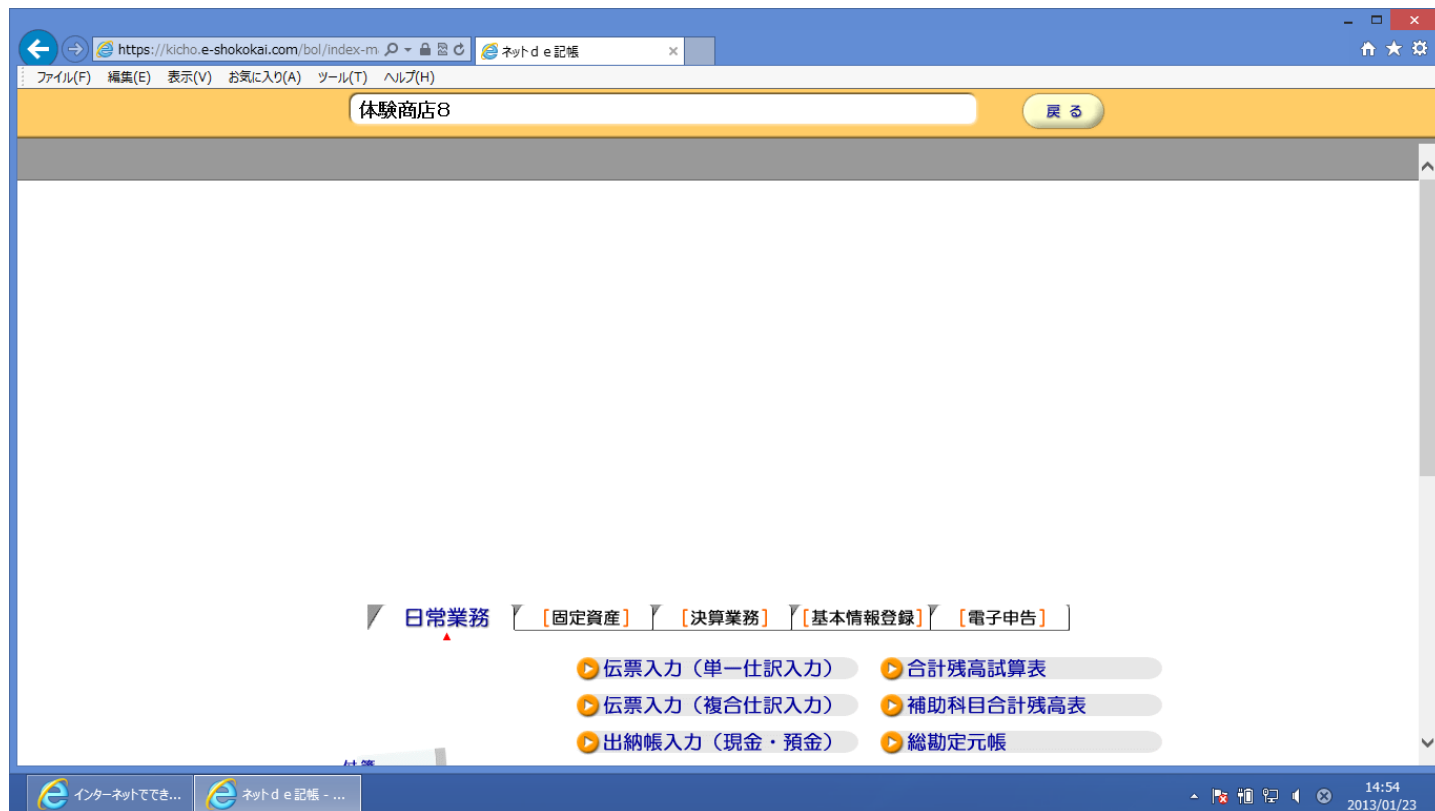 https://kicho.e-shokokai.com/bol/index-m
ネットｄｅ記帳
ファイル(F) 編集(E) 表示(V) お気に入り(A) ツール(T) ヘルプ(H)
体験商店８
戻る
日常業務 [固定資産] [決算業務] [基本情報登録] [電子申告]
伝票入力（単一仕訳入力） 合計残高試算表
伝票入力（複合仕訳入力） 補助科目合計残高表
出納帳入力（現金・預金） 総勘定元帳
インターネットででき... ネットｄｅ記帳 - ...
14:54
2013/01/23